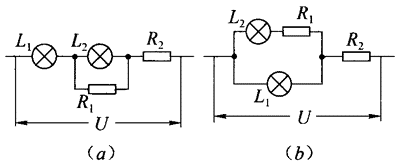 L₁ L₂ R₂
R₁
U
(a)
L₂ R₁
R₂
L₁
U
(b)